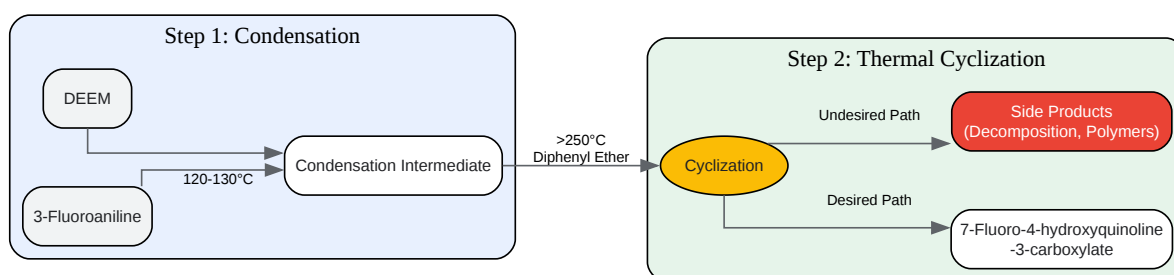 Step 1: Condensation
DEEM
3-Fluoroaniline
120-130°C
Condensation Intermediate
>250°C
Diphenyl Ether
Step 2: Thermal Cyclization
Cyclization
Undesired Path
Side Products
(Decomposition, Polymers)
Desired Path
7-Fluoro-4-hydroxyquinoline
-3-carboxylate